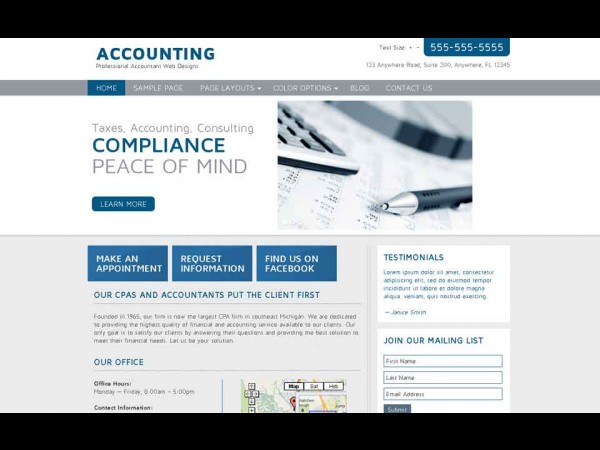 ACCOUNTING
Professional Accountant Web Designs
Text Size: + -
555-555-5555
123 Anywhere Road, Suite 200, Anywhere, FL 12345
HOME SAMPLE PAGE PAGE LAYOUTS COLOR OPTIONS BLOG CONTACT US
Taxes, Accounting, Consulting
COMPLIANCE
PEACE OF MIND
LEARN MORE
MAKE AN
APPOINTMENT
REQUEST
INFORMATION
FIND US ON
FACEBOOK
OUR CPAS AND ACCOUNTANTS PUT THE CLIENT FIRST
Founded in 1965, our firm is now the largest CPA firm in southeast Michigan. We are dedicated
to providing the highest quality of financial and accounting service available to our clients. Our
only goal is to satisfy our clients by answering their questions and providing the best solution to
meet their financial needs. Let us be your solution.
OUR OFFICE
Office Hours:
Monday — Friday, 8:00am – 5:00pm
Contact Information:
Map Sat Hyb
TESTIMONIALS
Lorem ipsum dolor sit amet, consectetur
adipisicing elit, sed do eiusmod tempor
incididunt ut labore et dolore magna
aliqua. veniam, quis nostrud exerciting.
— Janice Smith
JOIN OUR MAILING LIST
First Name
Last Name
Email Address
Submit